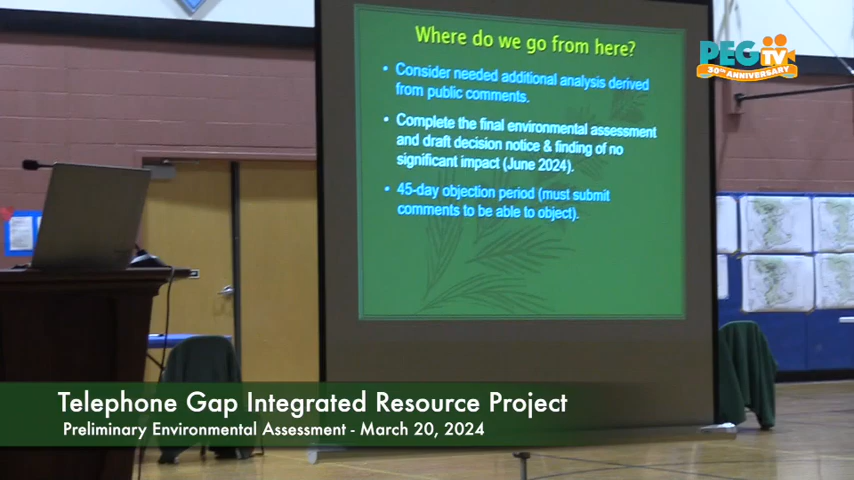 Where do we go from here?
• Consider needed additional analysis derived
from public comments.
• Complete the final environmental assessment
and draft decision notice & finding of no
significant impact (June 2024).
• 45-day objection period (must submit
comments to be able to object).
PEGTV
30TH ANNIVERSARY
Telephone Gap Integrated Resource Project
Preliminary Environmental Assessment - March 20, 2024